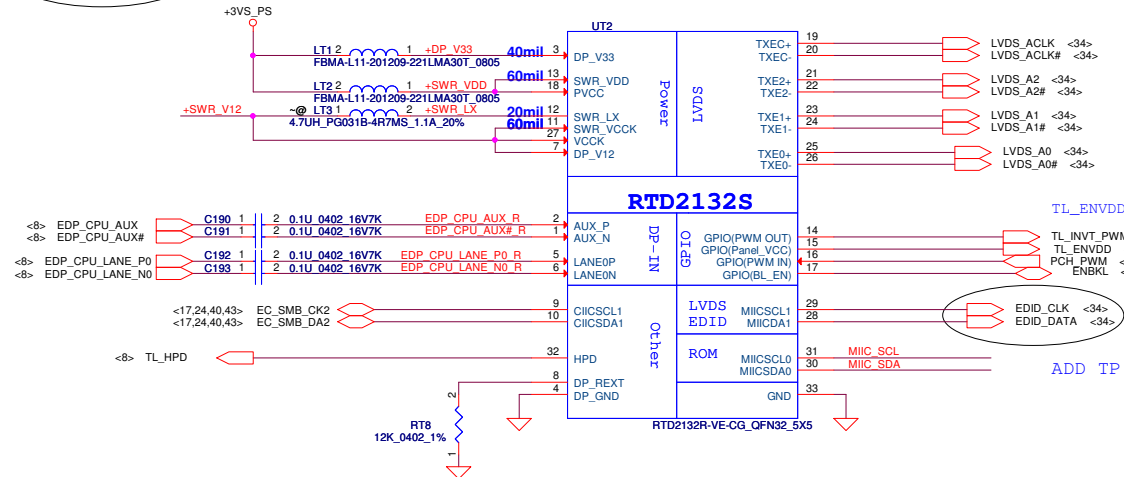 +3VS_PS
UT2
LT1 2 1 +DP_V33 40mil 3 DP_V33
FBMA-L11-201209-221LMA30T_0805
LT2 2 1 +SWR_VDD 60mil 13 SWR_VDD
18 PVCC
FBMA-L11-201209-221LMA30T_0805
+SWR_V12 ~@ LT3 1 2 +SWR_LX 20mil 12 SWR_LX
4.7UH_PG031B-4R7MS_1.1A_20% 60mil 11 SWR_VCCK
27 VCCK
7 DP_V12
Power
LVDS
TXEC+ 19 LVDS_ACLK <34>
TXEC- 20 LVDS_ACLK# <34>
TXE2+ 21 LVDS_A2 <34>
TXE2- 22 LVDS_A2# <34>
TXE1+ 23 LVDS_A1 <34>
TXE1- 24 LVDS_A1# <34>
TXE0+ 25 LVDS_A0 <34>
TXE0- 26 LVDS_A0# <34>
RTD2132S
<8> EDP_CPU_AUX C190 1 2 0.1U_0402_16V7K EDP_CPU_AUX_R 2 AUX_P
<8> EDP_CPU_AUX# C191 1 2 0.1U_0402_16V7K EDP_CPU_AUX#_R 1 AUX_N
<8> EDP_CPU_LANE_P0 C192 1 2 0.1U_0402_16V7K EDP_CPU_LANE_P0_R 5 LANE0P
<8> EDP_CPU_LANE_N0 C193 1 2 0.1U_0402_16V7K EDP_CPU_LANE_N0_R 6 LANE0N
DP-IN
GPIO
TL_ENVDD
GPIO(PWM OUT) 14 TL_INVT_PWM
GPIO(Panel_VCC) 15 TL_ENVDD
GPIO(PWM IN) 16 PCH_PWM <
GPIO(BL_EN) 17 ENBKL <
<17,24,40,43> EC_SMB_CK2 9 CIICSCL1
<17,24,40,43> EC_SMB_DA2 10 CIICSDA1
Other
LVDS
EDID
MIICSCL1 29 EDID_CLK <34>
MIICDA1 28 EDID_DATA <34>
<8> TL_HPD 32 HPD
ROM
MIICSCL0 31 MIIC_SCL
MIICSDA0 30 MIIC_SDA
ADD TP
8 DP_REXT
4 DP_GND
GND 33
2
RT8
12K_0402_1%
1
RTD2132R-VE-CG_QFN32_5X5